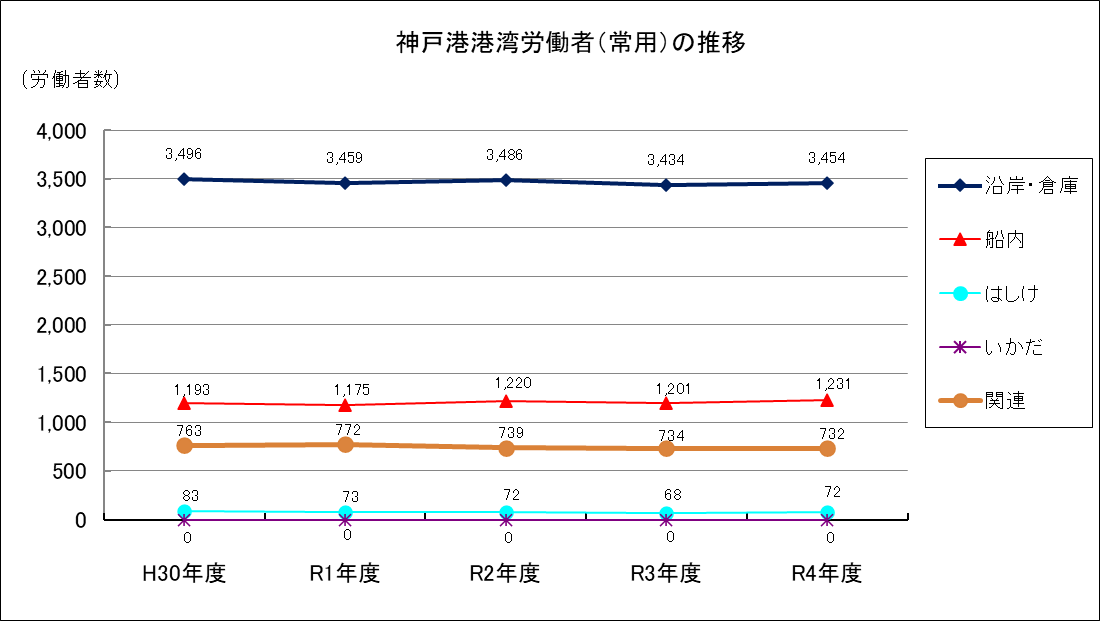 神戸港港湾労働者(常用)の推移
(労働者数)
4,000
3,500
3,000
2,500
2,000
1,500
1,000
500
0
3,496 3,459 3,486 3,434 3,454
1,193 1,175 1,220 1,201 1,231
763 772 739 734 732
83 73 72 68 72
0 0 0 0 0
H30年度 R1年度 R2年度 R3年度 R4年度
沿岸・倉庫
船内
はしけ
いかだ
関連